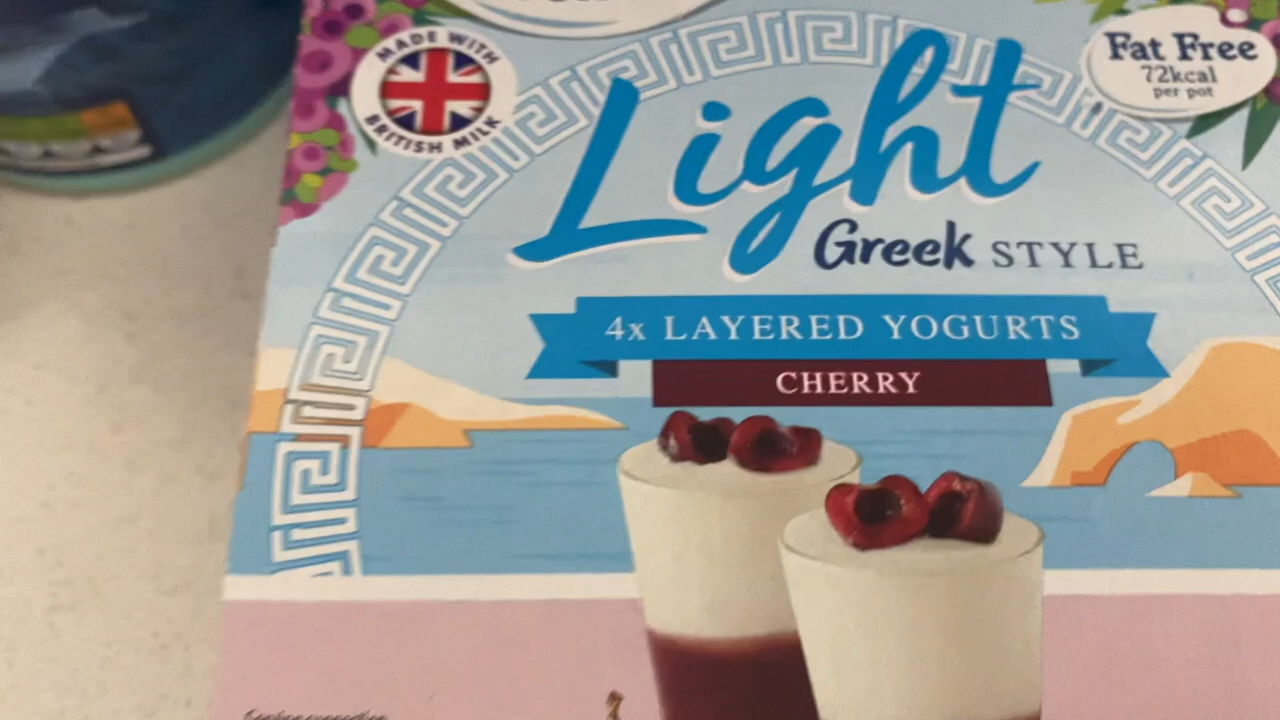 MADE WITH
BRITISH MILK
Fat Free
72kcal
per pot
Light
Greek STYLE
4x LAYERED YOGURTS
CHERRY